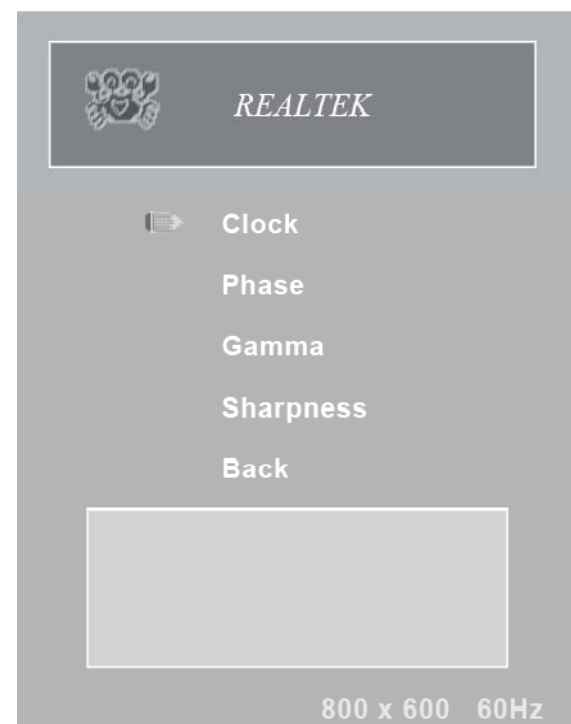 REALTEK
Clock
Phase
Gamma
Sharpness
Back
800 x 600 60Hz